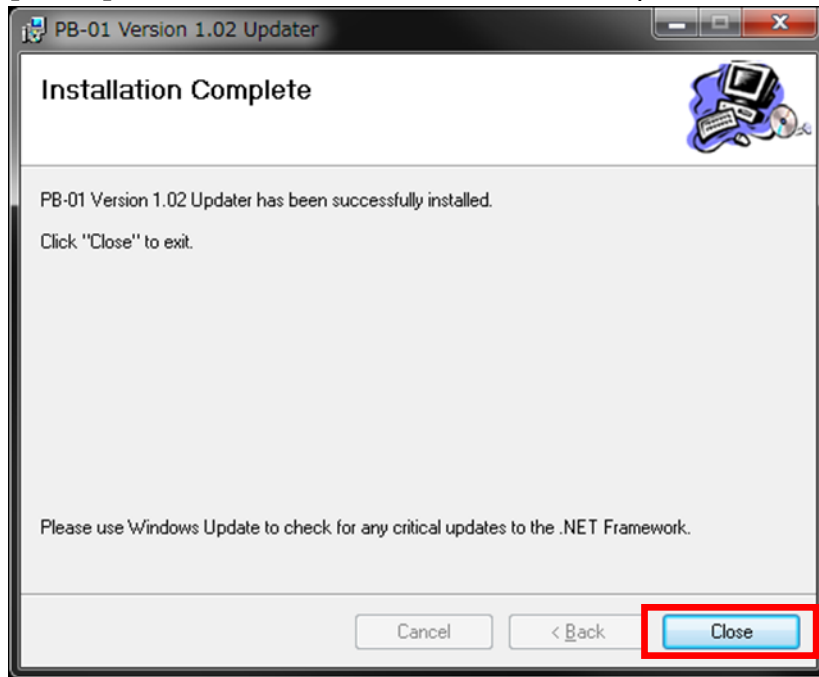 PB-01 Version 1.02 Updater
Installation Complete
PB-01 Version 1.02 Updater has been successfully installed.
Click "Close" to exit.
Please use Windows Update to check for any critical updates to the .NET Framework.
Cancel
< Back
Close